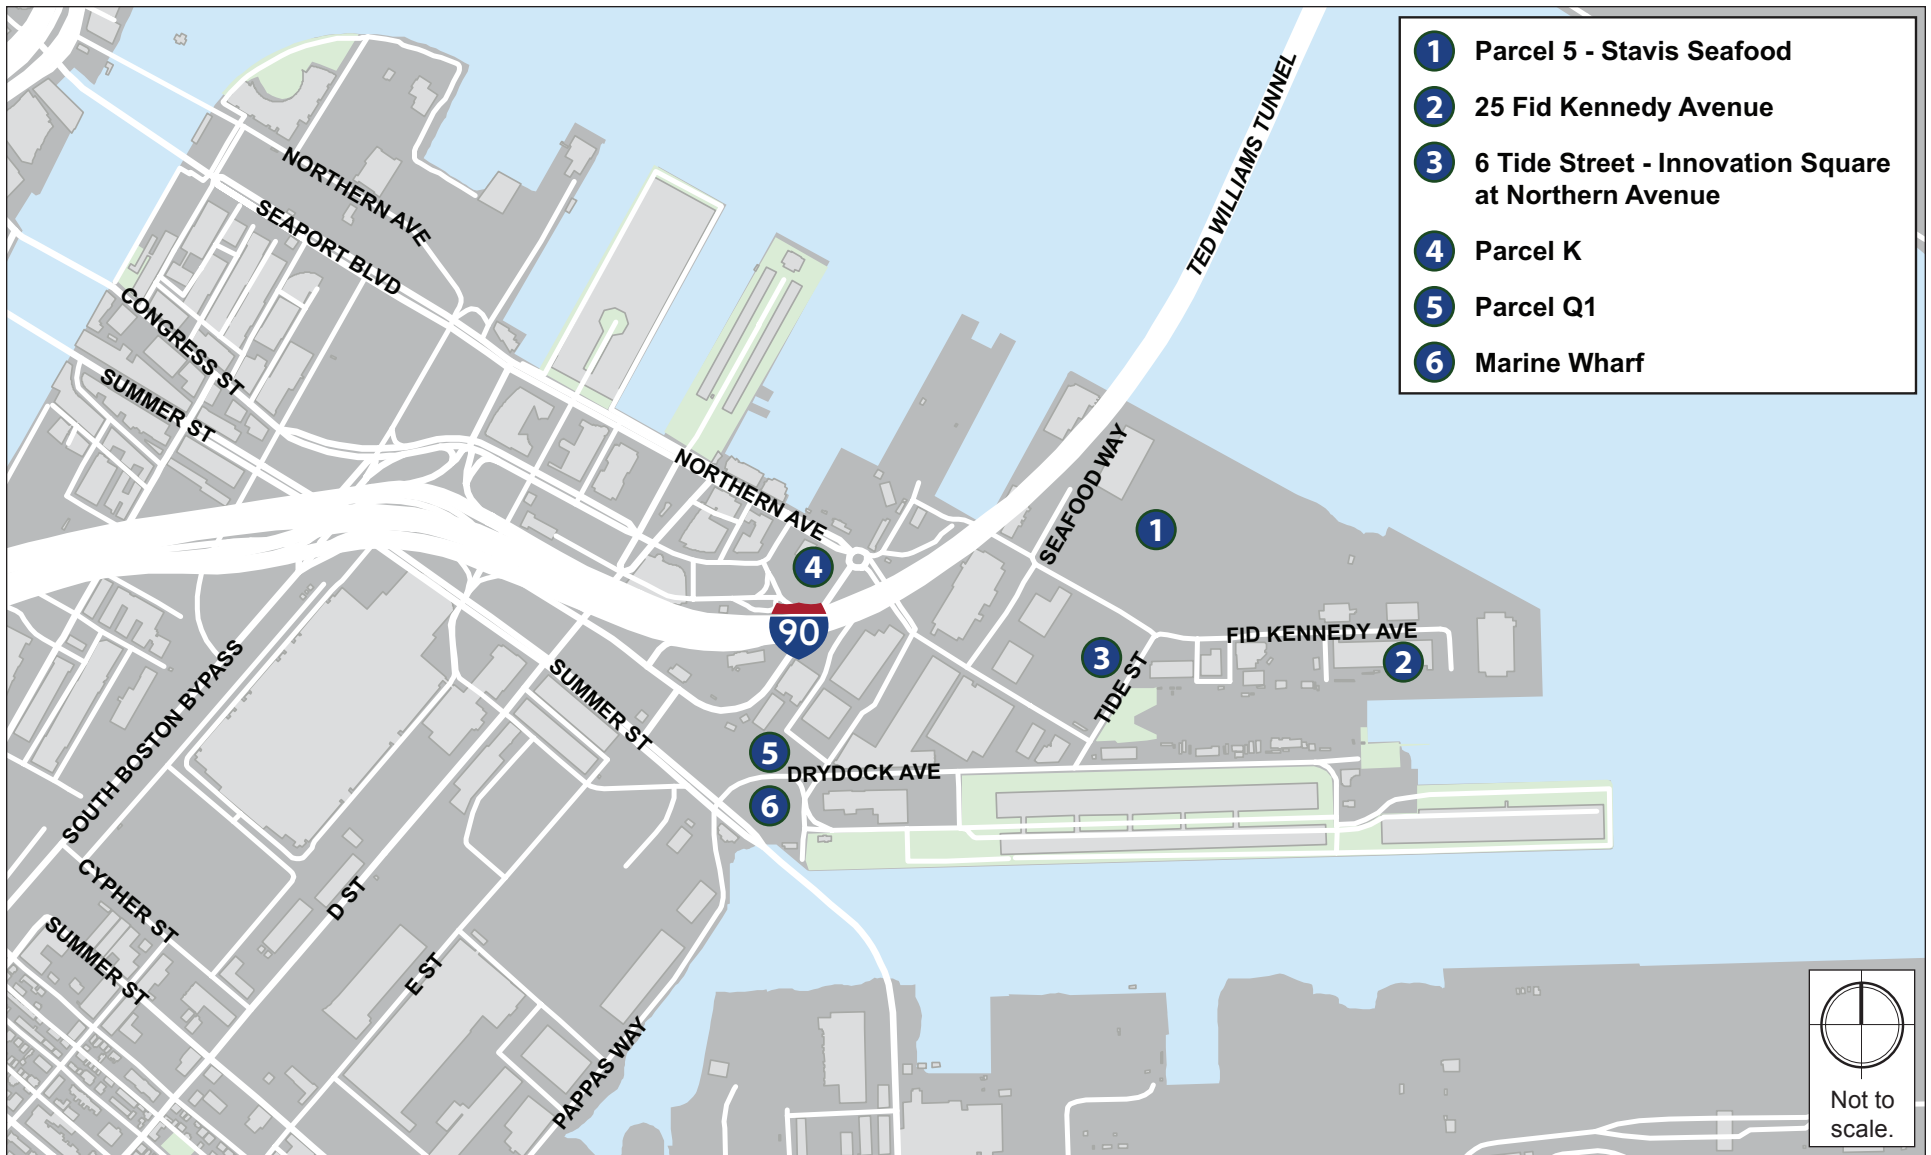 1 Parcel 5 - Stavis Seafood
2 25 Fid Kennedy Avenue
3 6 Tide Street - Innovation Square
at Northern Avenue
4 Parcel K
5 Parcel Q1
6 Marine Wharf
TED WILLIAMS TUNNEL
NORTHERN AVE
SEAPORT BLVD
CONGRESS ST
SUMMER ST
NORTHERN AVE
SEAFOOD WAY
1
4
90
FID KENNEDY AVE
2
3
TIDE ST
SOUTH BOSTON BYPASS
SUMMER ST
5
DRYDOCK AVE
6
CYPHER ST
D ST
SUMMER ST
E ST
PAPPAS WAY
Not to
scale.